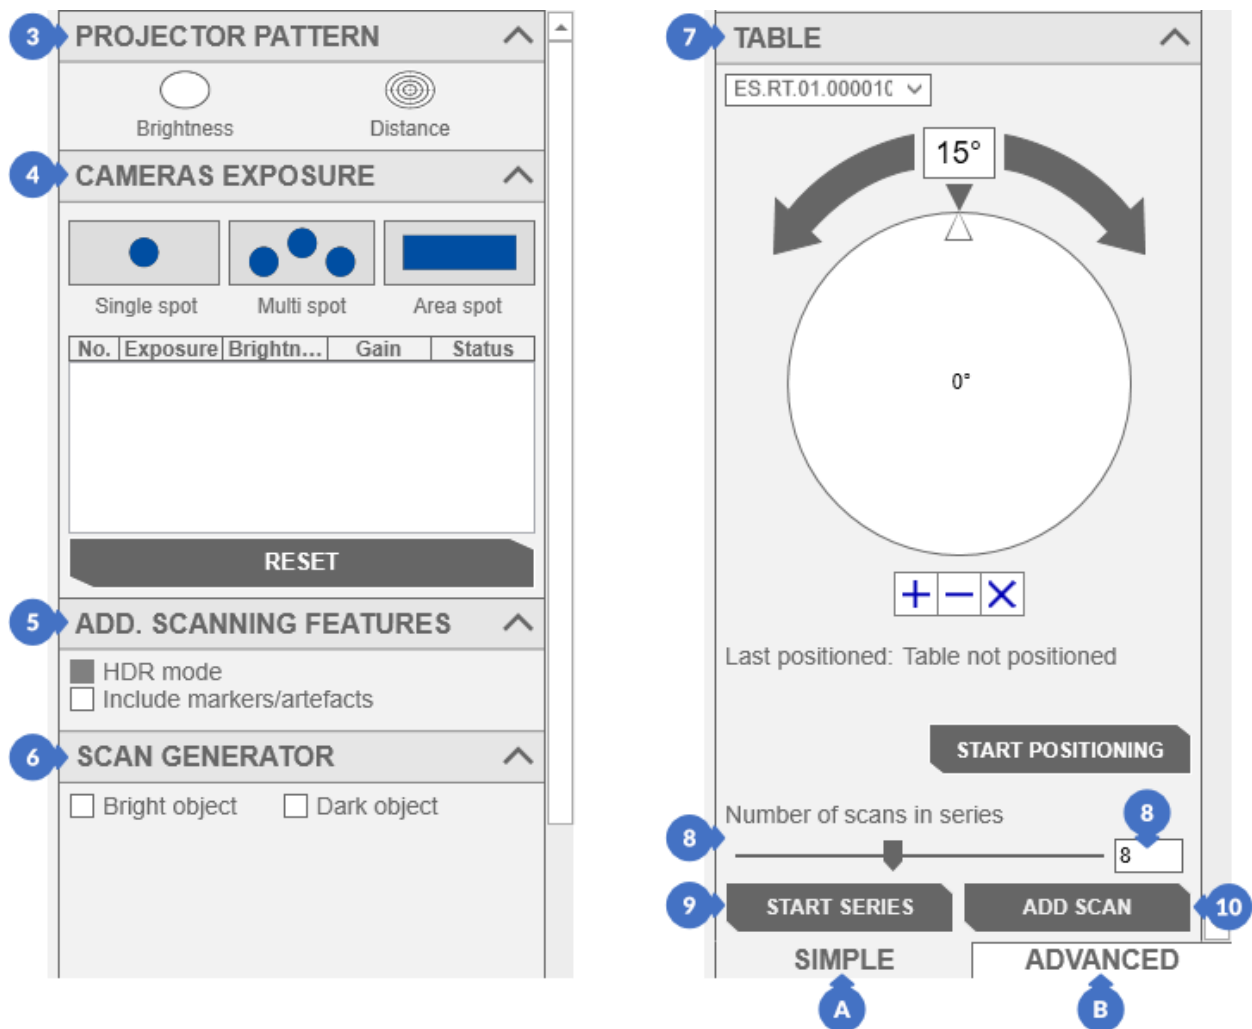 3 PROJECTOR PATTERN
Brightness Distance
4 CAMERAS EXPOSURE
Single spot Multi spot Area spot
No. Exposure Brightn... Gain Status
RESET
5 ADD. SCANNING FEATURES
HDR mode
Include markers/artefacts
6 SCAN GENERATOR
Bright object Dark object
7 TABLE
ES.RT.01.00001(
15°
0°
Last positioned: Table not positioned
START POSITIONING
Number of scans in series 8
8 8
9 START SERIES ADD SCAN 10
SIMPLE ADVANCED
A B